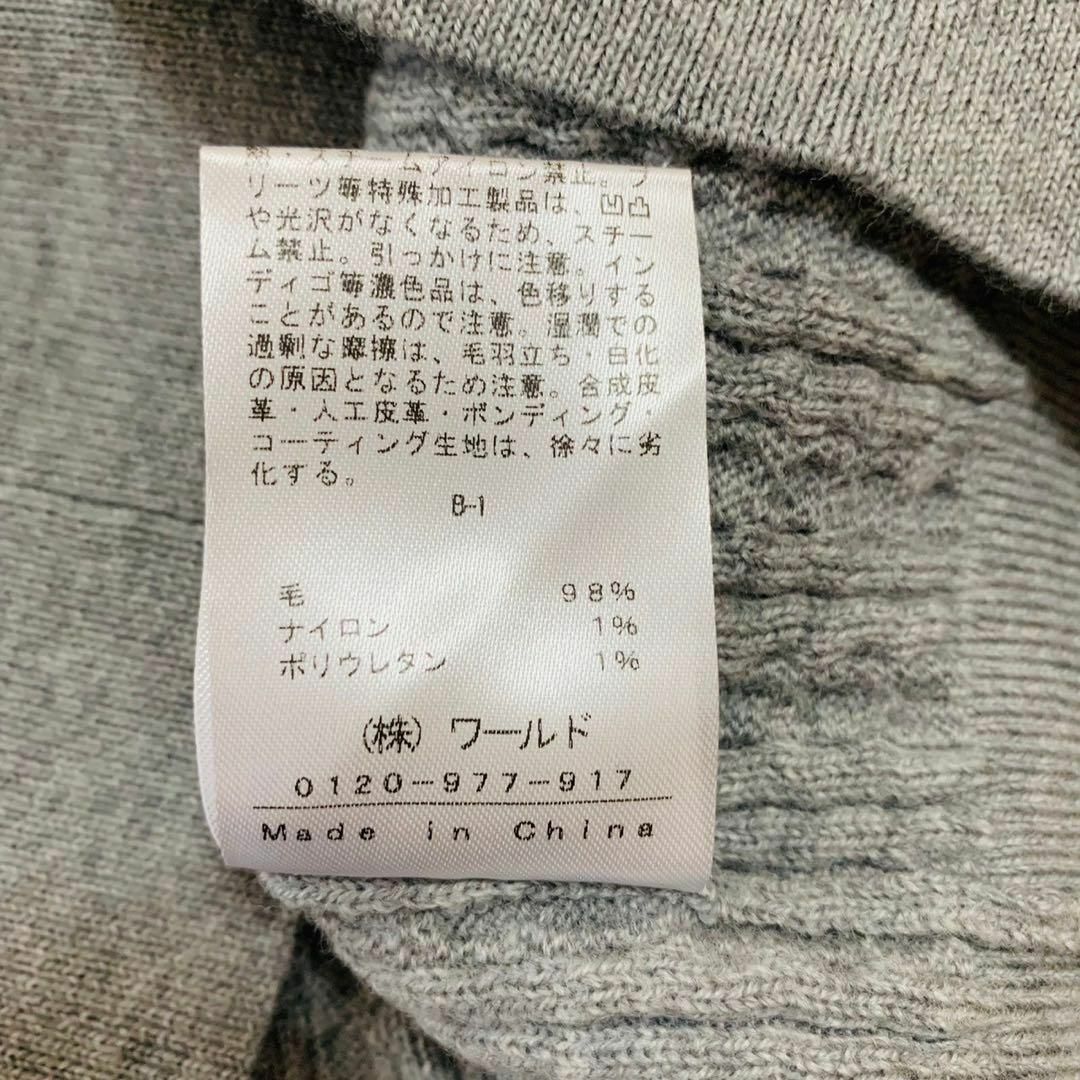 スチームアイロン禁止。プ
リーツ等特殊加工製品は、凹凸
や光沢がなくなるため、スチー
ム禁止。引っかけに注意。イン
ディゴ等濃色品は、色移りする
ことがあるので注意。湿潤での
過剰な摩擦は、毛羽立ち・白化
の原因となるため注意。合成皮
革・人工皮革・ボンディング・
コーティング生地は、徐々に劣
化する。
B-1
毛 98%
ナイロン 1%
ポリウレタン 1%
(株)ワールド
0120-977-917
Made in China